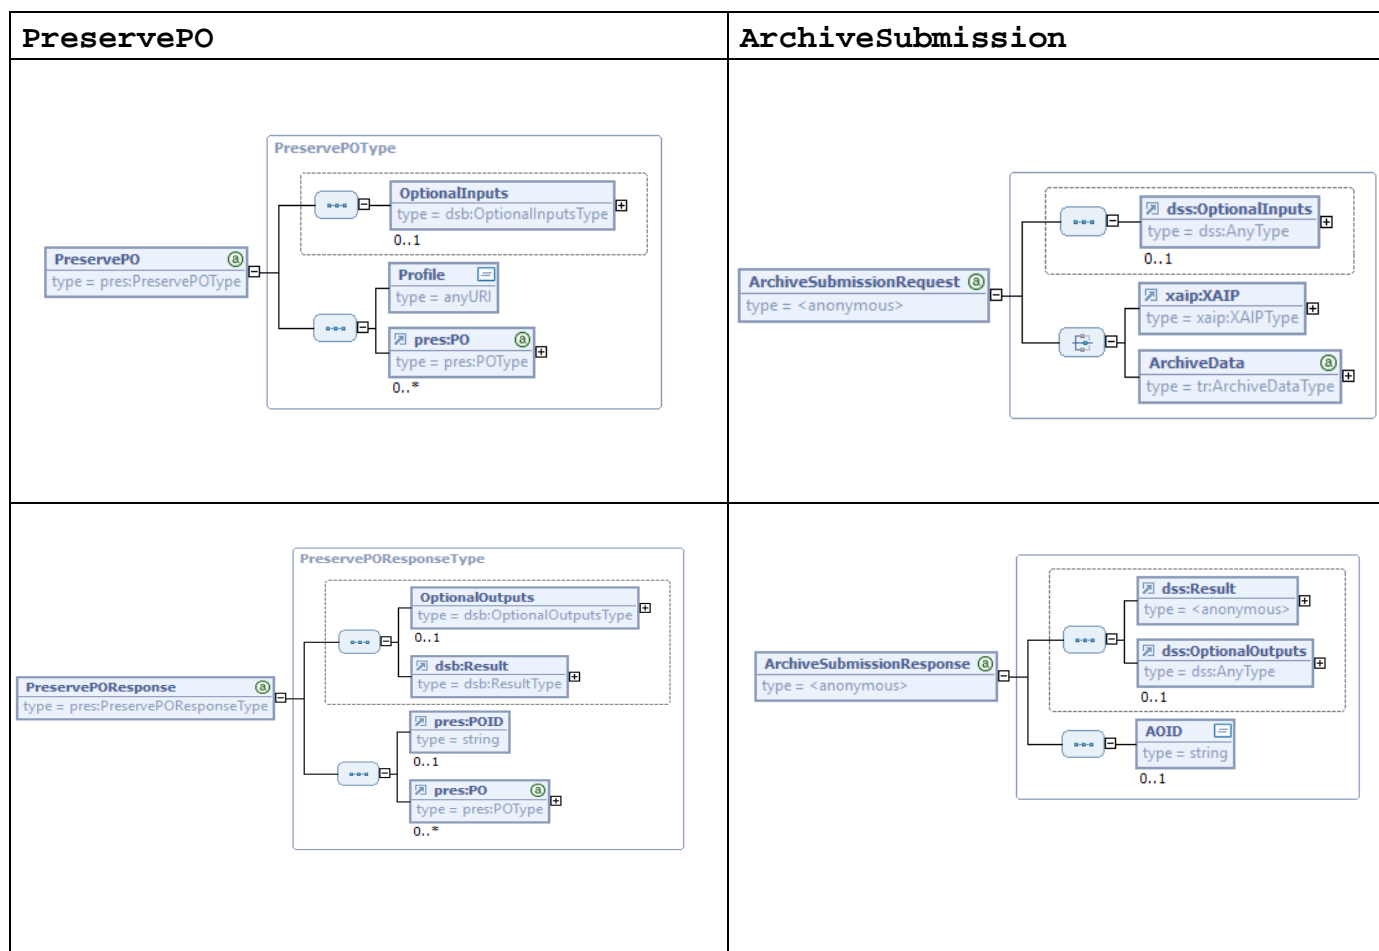 PreservePO
ArchiveSubmission
PreservePOType
OptionalInputs
type = dsb:OptionalInputsType
0..1
PreservePO
type = pres:PreservePOType
Profile
type = anyURI
pres:PO
type = pres:POType
0..*
dss:OptionalInputs
type = dss:AnyType
0..1
ArchiveSubmissionRequest
type = <anonymous>
xaip:XAIP
type = xaip:XAIPType
ArchiveData
type = tr:ArchiveDataType
PreservePOResponseType
OptionalOutputs
type = dsb:OptionalOutputsType
0..1
dsb:Result
type = dsb:ResultType
PreservePOResponse
type = pres:PreservePOResponseType
pres:POID
type = string
0..1
pres:PO
type = pres:POType
0..*
dss:Result
type = <anonymous>
dss:OptionalOutputs
type = dss:AnyType
0..1
ArchiveSubmissionResponse
type = <anonymous>
AOID
type = string
0..1